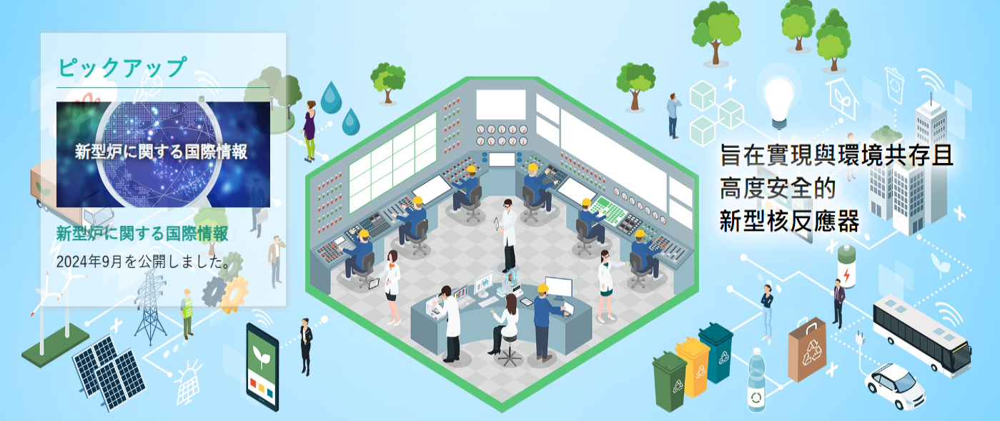 ピックアップ
新型炉に関する国際情報
新型炉に関する国際情報
2024年9月を公開しました。
旨在實現與環境共存且
高度安全的
新型核反應器